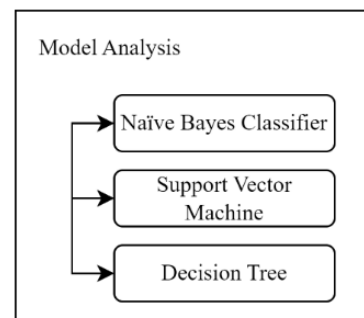 Model Analysis
Naïve Bayes Classifier
Support Vector
Machine
Decision Tree